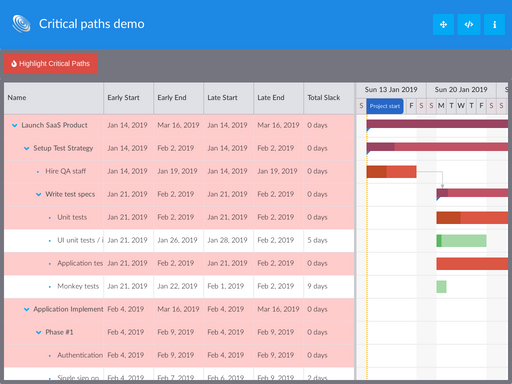 Critical paths demo
Highlight Critical Paths
Name Early Start Early End Late Start Late End Total Slack
Sun 13 Jan 2019 Sun 20 Jan 2019 S
S Project start F S S M T W T F S S
Launch SaaS Product Jan 14, 2019 Mar 16, 2019 Jan 14, 2019 Mar 16, 2019 0 days
Setup Test Strategy Jan 14, 2019 Feb 2, 2019 Jan 14, 2019 Feb 2, 2019 0 days
Hire QA staff Jan 14, 2019 Jan 19, 2019 Jan 14, 2019 Jan 19, 2019 0 days
Write test specs Jan 21, 2019 Feb 2, 2019 Jan 21, 2019 Feb 2, 2019 0 days
Unit tests Jan 21, 2019 Feb 2, 2019 Jan 21, 2019 Feb 2, 2019 0 days
UI unit tests / Jan 21, 2019 Jan 26, 2019 Jan 28, 2019 Feb 2, 2019 5 days
Application tes Jan 21, 2019 Feb 2, 2019 Jan 21, 2019 Feb 2, 2019 0 days
Monkey tests Jan 21, 2019 Jan 22, 2019 Feb 1, 2019 Feb 2, 2019 9 days
Application Implement Feb 4, 2019 Mar 16, 2019 Feb 4, 2019 Mar 16, 2019 0 days
Phase #1 Feb 4, 2019 Feb 9, 2019 Feb 4, 2019 Feb 9, 2019 0 days
Authentication Feb 4, 2019 Feb 9, 2019 Feb 4, 2019 Feb 9, 2019 0 days
Single sign on Feb 4, 2019 Feb 7, 2019 Feb 6, 2019 Feb 9, 2019 2 days